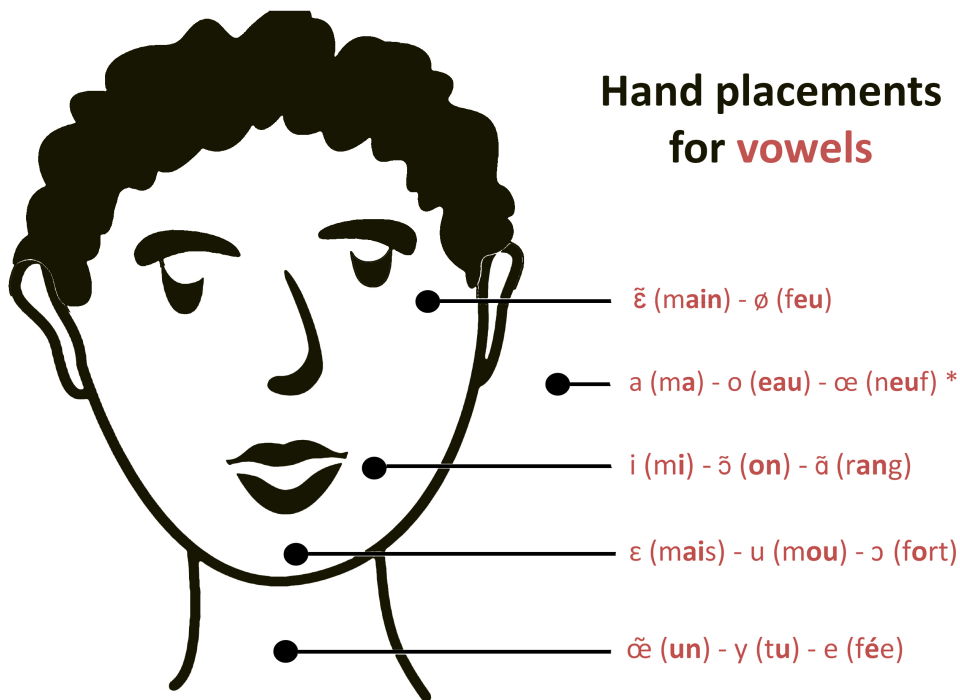 Hand placements
for vowels
ɛ̃ (main) - ø (feu)
a (ma) - o (eau) - œ (neuf) *
i (mi) - ɔ̃ (on) - ɑ̃ (rang)
ɛ (mais) - u (mou) - ɔ (fort)
œ̃ (un) - y (tu) - e (fée)